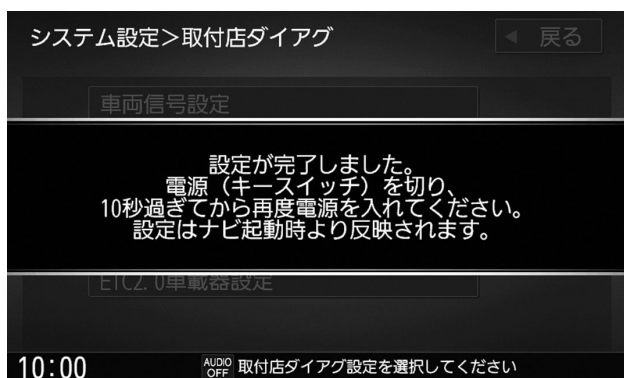 システム設定>取付店ダイアグ
◀ 戻る
車両信号設定
設定が完了しました。
電源（キースイッチ）を切り、
10秒過ぎてから再度電源を入れてください。
設定はナビ起動時より反映されます。
ETC2.0車載器設定
10:00
AUDIO OFF 取付店ダイアグ設定を選択してください